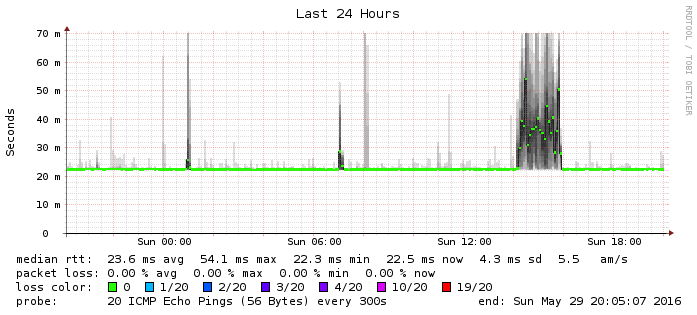 Last 24 Hours
RRDTOOL / TOBI OETIKER
Seconds
70 m
60 m
50 m
40 m
30 m
20 m
10 m
0
Sun 00:00 Sun 06:00 Sun 12:00 Sun 18:00
median rtt: 23.6 ms avg 54.1 ms max 22.3 ms min 22.5 ms now 4.3 ms sd 5.5 am/s
packet loss: 0.00 % avg 0.00 % max 0.00 % min 0.00 % now
loss color: 0 1/20 2/20 3/20 4/20 10/20 19/20
probe: 20 ICMP Echo Pings (56 Bytes) every 300s end: Sun May 29 20:05:07 2016